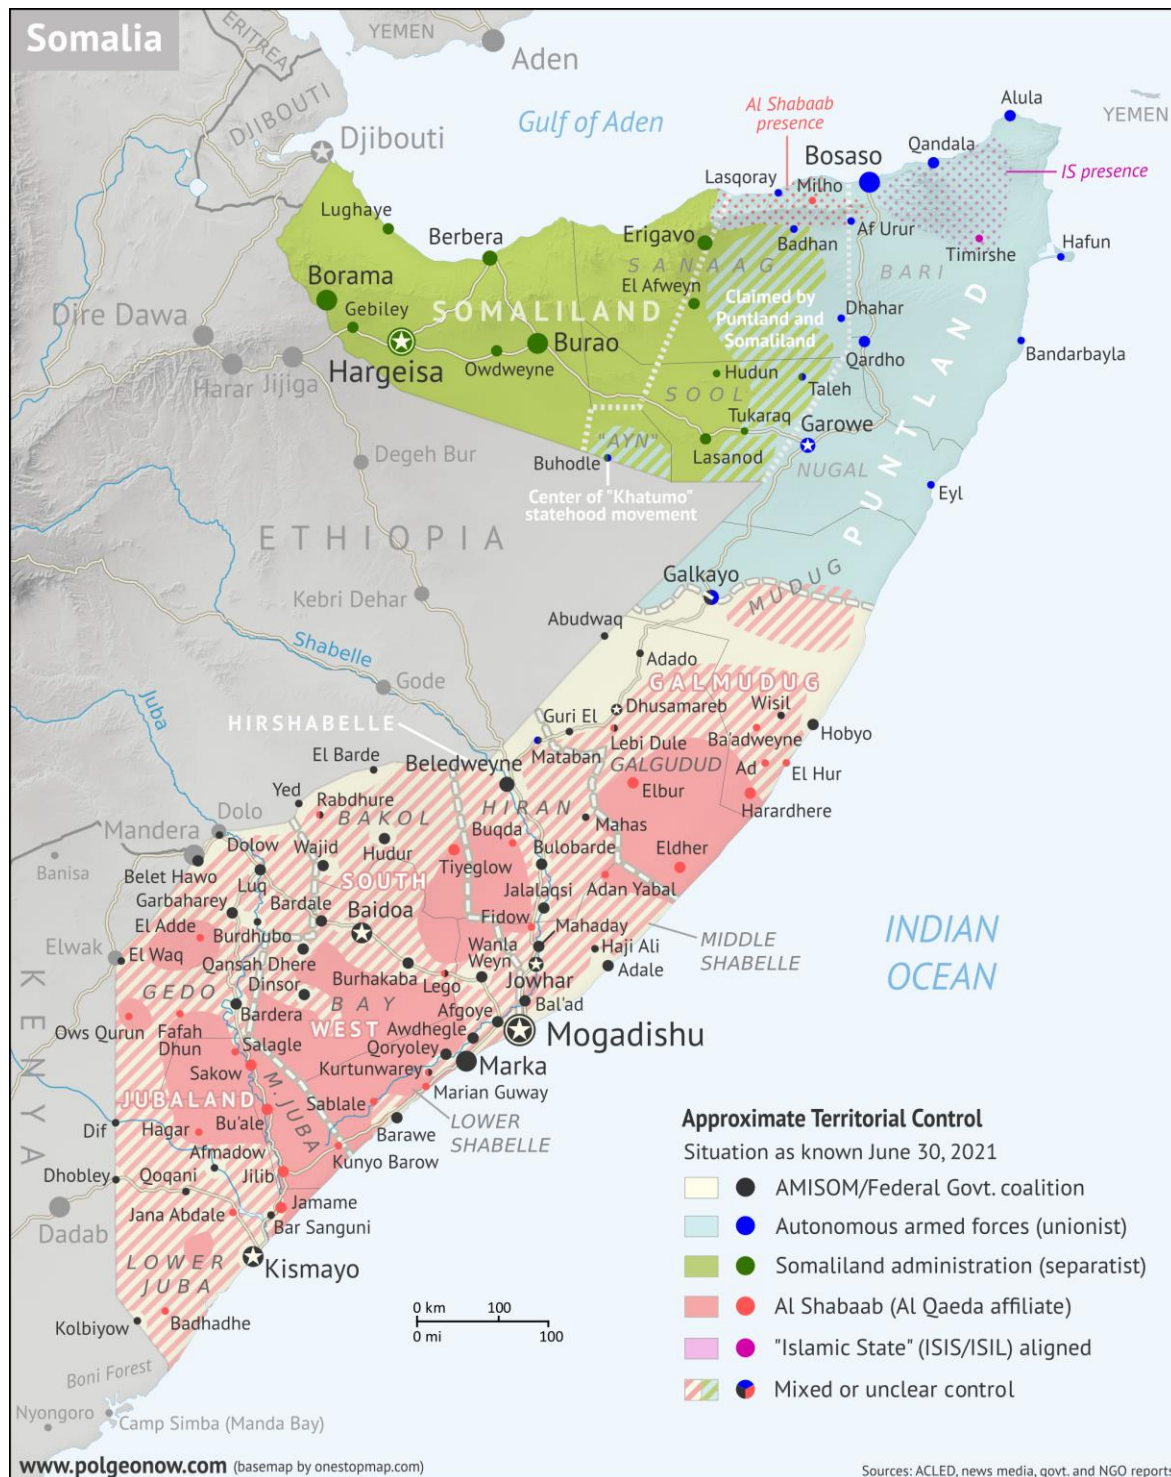 Somalia
ERITREA
YEMEN
Aden
DJIBOUTI
Djibouti
Gulf of Aden
Al Shabaab
presence
Alula
YEMEN
Bosaso
Qandala
Lasqoray
Milho
IS presence
Lughaye
Berbera
Erigavo
Badhan
Af Urur
Timirshe
Hafun
SANAAG
BARI
Borama
El Afweyn
Claimed by
Puntland and
Somaliland
Gebiley
SOMALILAND
Dhahar
Dire Dawa
Burao
Qardho
Bandarbayla
Harar
Jijiga
Hargeisa
Owdweyne
Hudun
Taleh
SOOL
PUNTLAND
Tukaraq
Garowe
"AYN"
Degeh Bur
Buhodle
Lasanod
NUGAL
Center of "Khatumo"
statehood movement
Eyl
ETHIOPIA
Galkayo
MUDUG
Kebri Dehar
Abudwaq
Shabelle
Adado
Juba
Gode
GALMUDUG
Dhusamareb
Wisil
HIRSHABELLE
Guri El
Lebi Dule
Ba'adweyne
Hobyo
El Barde
Mataban
GALGUDUD
Beledweyne
Ad
El Hur
Yed
Elbur
Rabdhure
HIRAN
Harardhere
Dolo
BAKOL
Mandera
Buqda
Mahas
Dolow
Wajid
Hudur
Bulobarde
Banisa
Tiyeglow
Eldher
Belet Hawo
Luq
SOUTH
Garbaharey
Jalalaqsi
Adan Yabal
Bardale
Baidoa
El Adde
Burdhubo
Fidow
Mahaday
INDIAN
OCEAN
Elwak
El Waq
MIDDLE
SHABELLE
Qansah Dhere
Wanla
Weyn
Haji Ali
Burhakaba
Jowhar
Adale
KENYA
GEDO
Dinsor
Lego
BAY
Bal'ad
Bardera
Afgoye
Ows Qurun
Fafah
Dhun
WEST
Awdhegle
Mogadishu
Salagle
Qoryoley
Marka
Sakow
Kurtunwarey
JUBALAND
M. JUBA
Marian Guway
Sablale
LOWER
SHABELLE
Bu'ale
Dif
Hagar
Barawe
Afmadow
Kunyo Barow
Dhobley
Qoqani
Jilib
Jamame
Dadab
Jana Abdale
Bar Sanguni
LOWER
JUBA
Kismayo
Kolbiyow
Badhadhe
Boni Forest
Nyongoro
Camp Simba (Manda Bay)
0 km 100
0 mi 100
Approximate Territorial Control
Situation as known June 30, 2021
AMISOM/Federal Govt. coalition
Autonomous armed forces (unionist)
Somaliland administration (separatist)
Al Shabaab (Al Qaeda affiliate)
"Islamic State" (ISIS/ISIL) aligned
Mixed or unclear control
www.polgeonow.com (basemap by onestopmap.com)
Sources: ACLED, news media, govt. and NGO reports